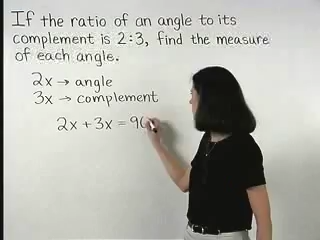 If the ratio of an angle to its
complement is 2:3, find the measure
of each angle.
2x → angle
3x → complement
2x + 3x = 90